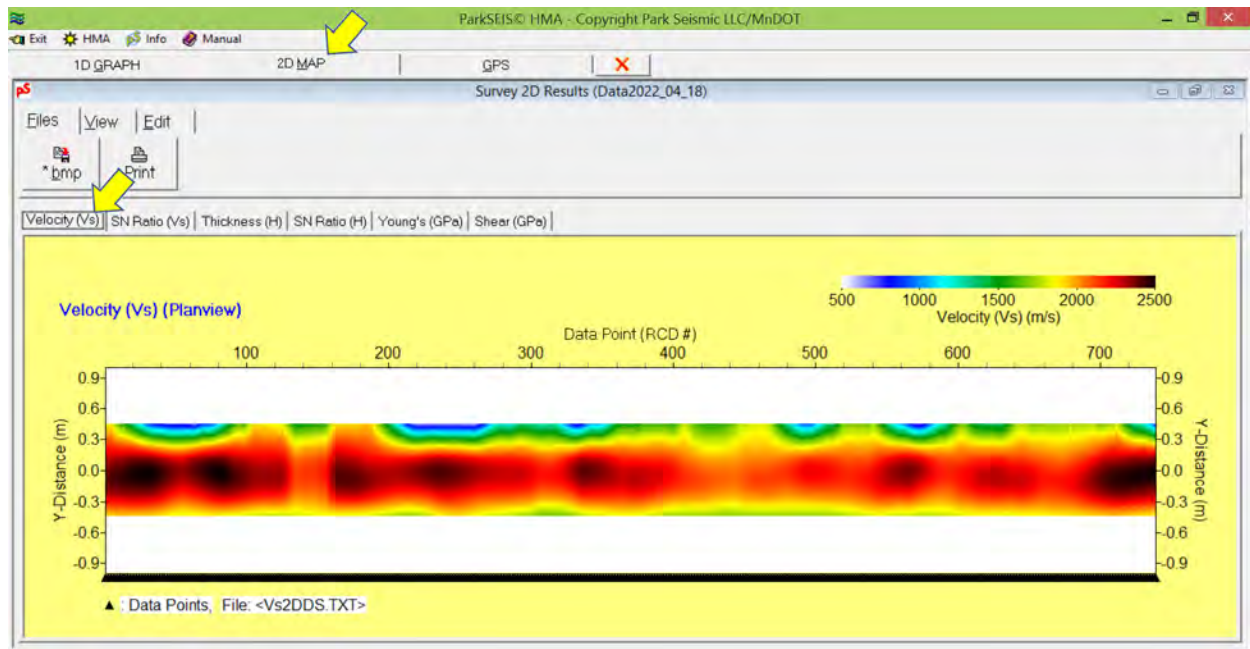 ParkSEIS© HMA - Copyright Park Seismic LLC/MnDOT
Exit HMA Info Manual
1D GRAPH 2D MAP GPS X
pS Survey 2D Results (Data2022_04_18)
Files View Edit
*bmp Print
Velocity (Vs) SN Ratio (Vs) Thickness (H) SN Ratio (H) Young's (GPa) Shear (GPa)
500 1000 1500 2000 2500
Velocity (Vs) (m/s)
Velocity (Vs) (Planview)
Data Point (RCD #)
100 200 300 400 500 600 700
0.9 0.9
0.6 0.6
0.3 0.3
0.0 0.0
-0.3 -0.3
-0.6 -0.6
-0.9 -0.9
Y-Distance (m)
Y-Distance (m)
▲ : Data Points, File: <Vs2DDS.TXT>